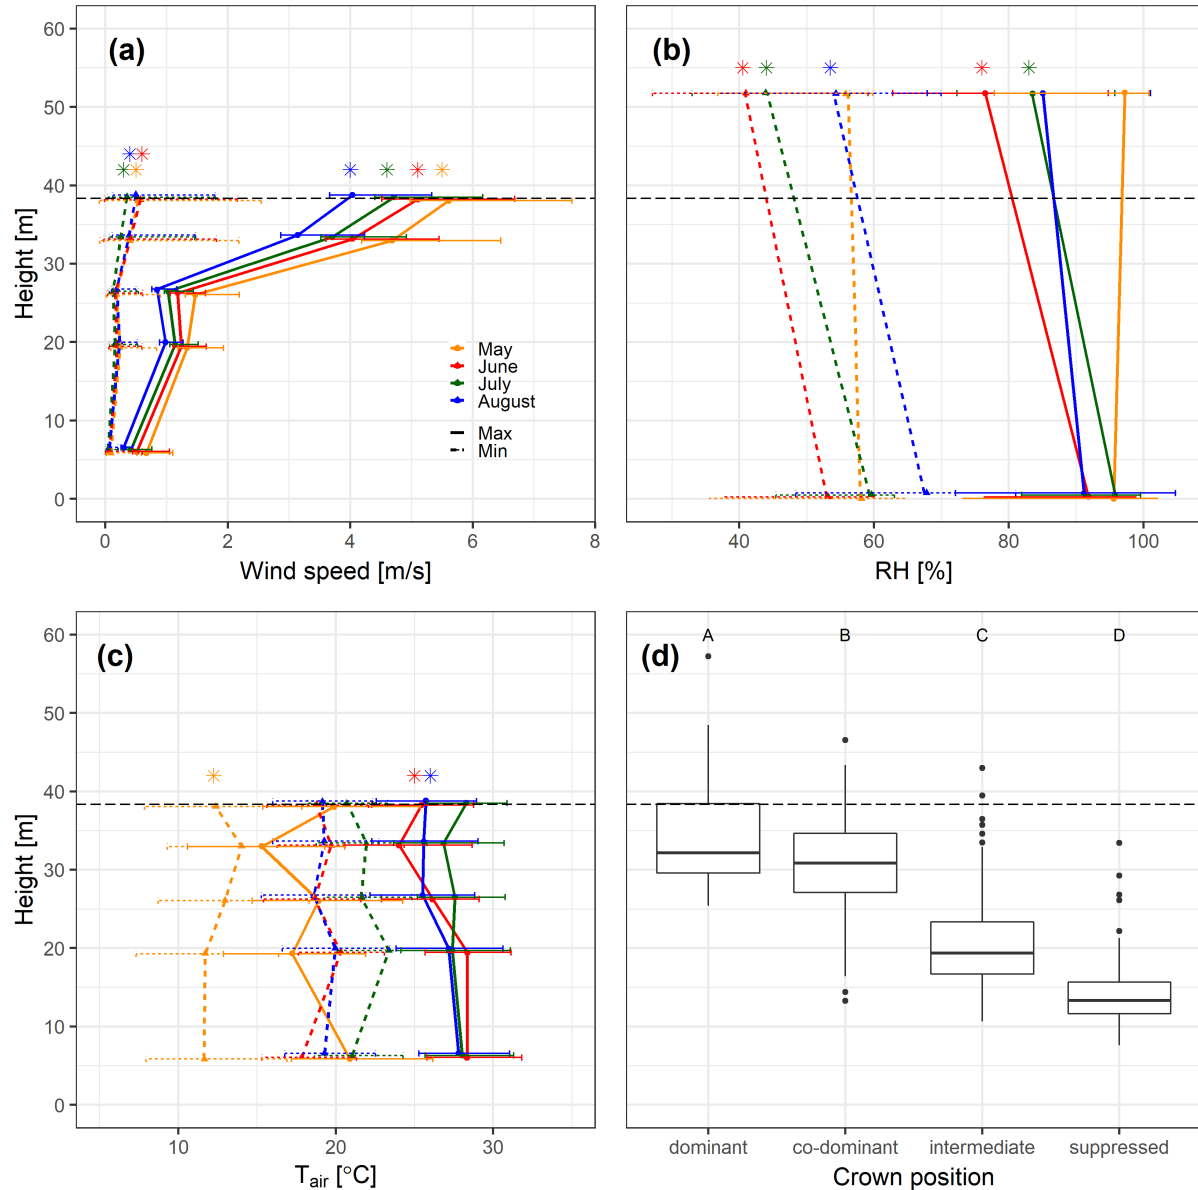 (a)
60
50
40
30
20
10
0
Height [m]
May
June
July
August
Max
Min
0 2 4 6 8
Wind speed [m/s]
(b)
40 60 80 100
RH [%]
(c)
60
50
40
30
20
10
0
Height [m]
10 20 30
Tair [°C]
(d)
A B C D
dominant co-dominant intermediate suppressed
Crown position